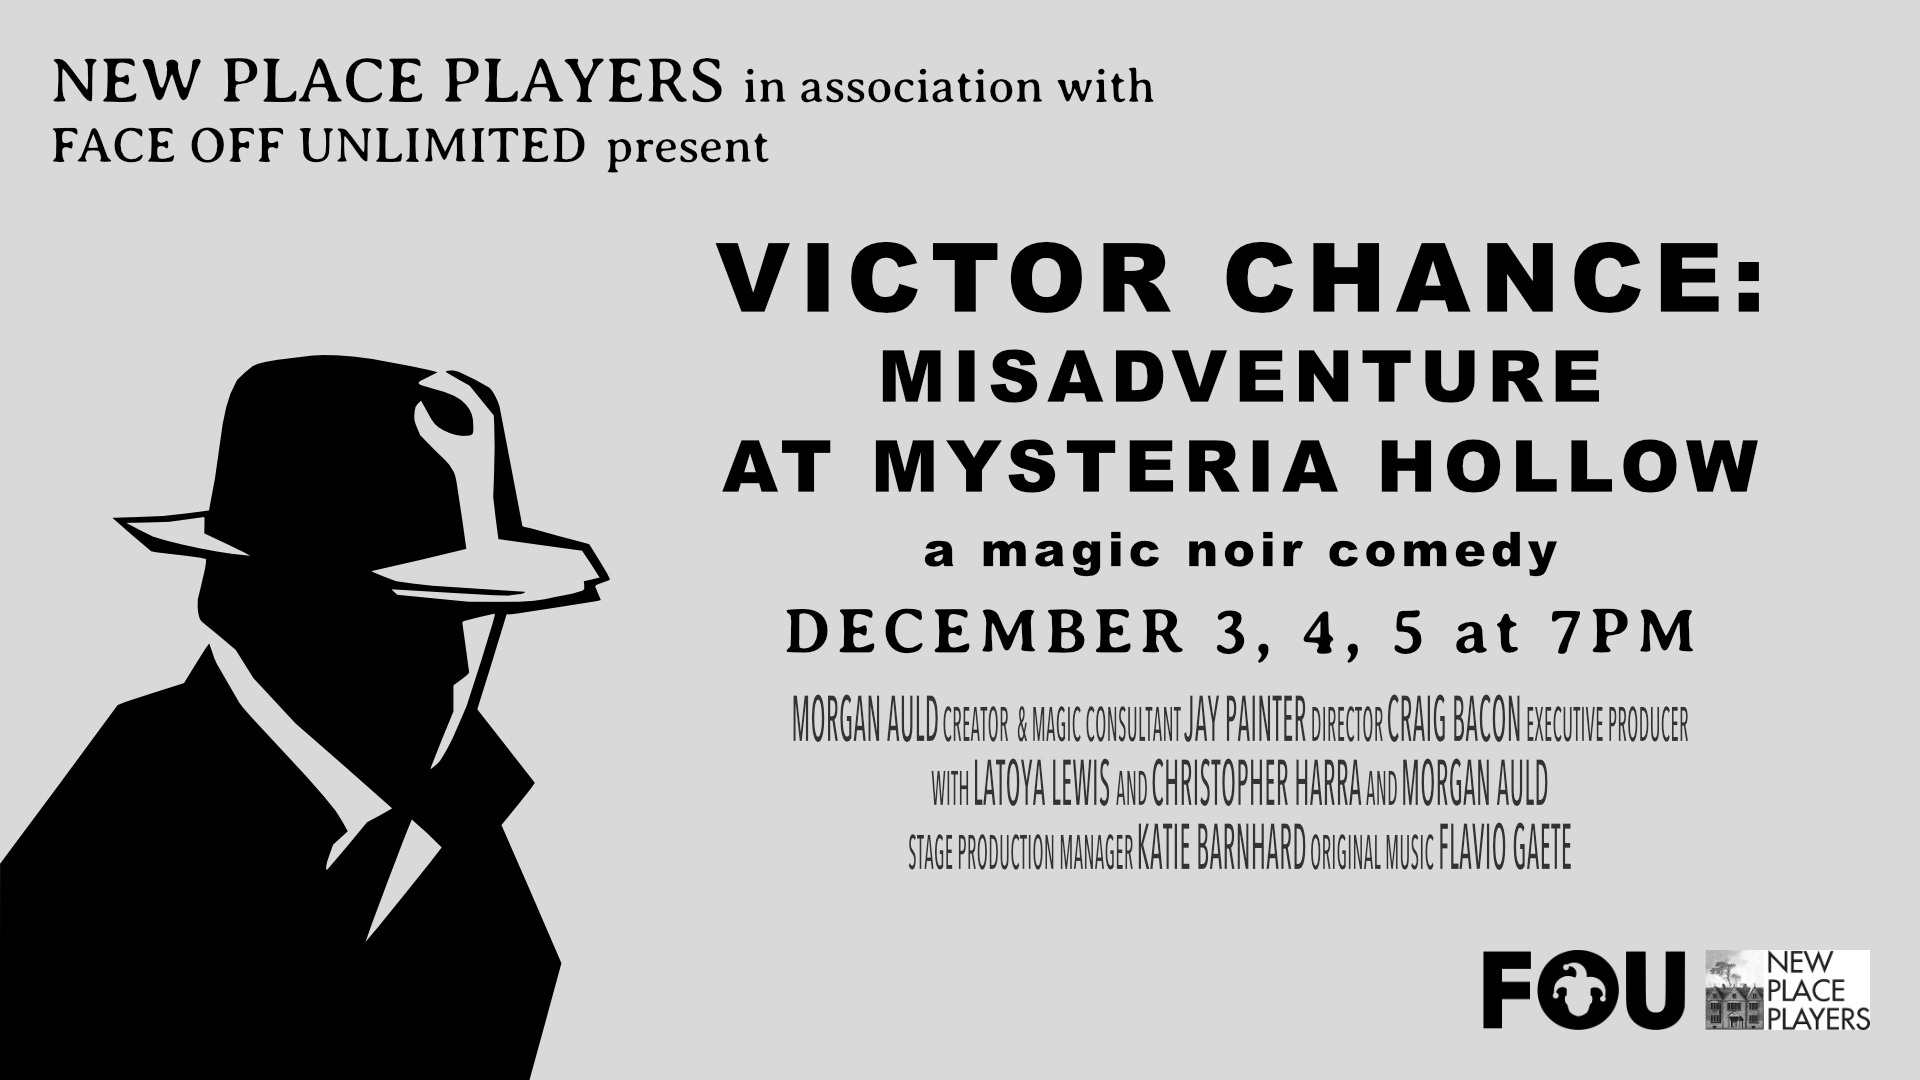 NEW PLACE PLAYERS in association with
FACE OFF UNLIMITED present
VICTOR CHANCE:
MISADVENTURE
AT MYSTERIA HOLLOW
a magic noir comedy
DECEMBER 3, 4, 5 at 7PM
MORGAN AULD CREATOR & MAGIC CONSULTANT JAY PAINTER DIRECTOR CRAIG BACON EXECUTIVE PRODUCER
WITH LATOYA LEWIS AND CHRISTOPHER HARRA AND MORGAN AULD
STAGE PRODUCTION MANAGER KATIE BARNHARD ORIGINAL MUSIC FLAVIO GAETE
FOU
NEW
PLACE
PLAYERS